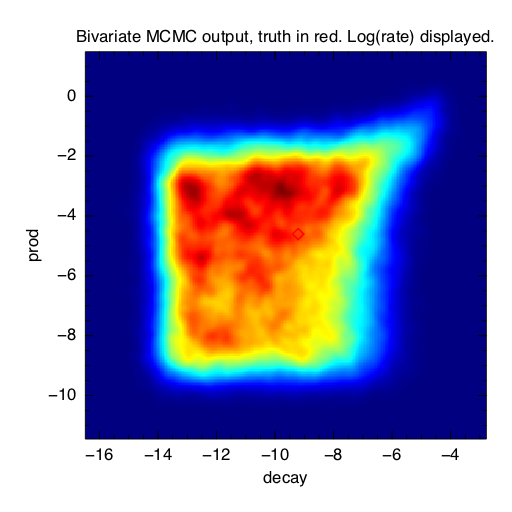 Bivariate MCMC output, truth in red. Log(rate) displayed.
0
−2
−4
−6
−8
−10
prod
−16 −14 −12 −10 −8 −6 −4
decay